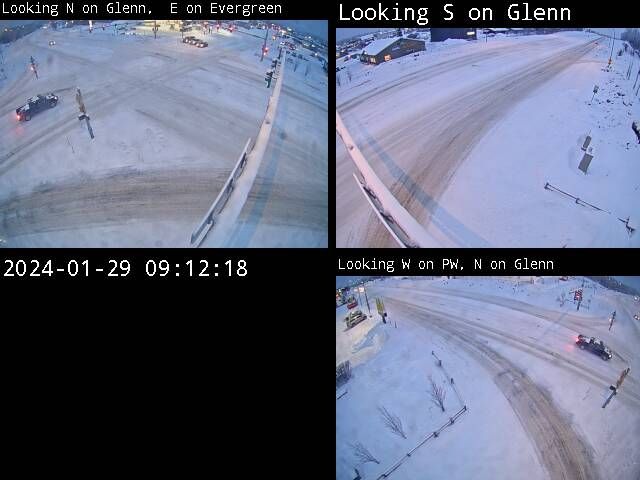 Looking N on Glenn, E on Evergreen
Looking S on Glenn
2024-01-29 09:12:18
Looking W on PW, N on Glenn